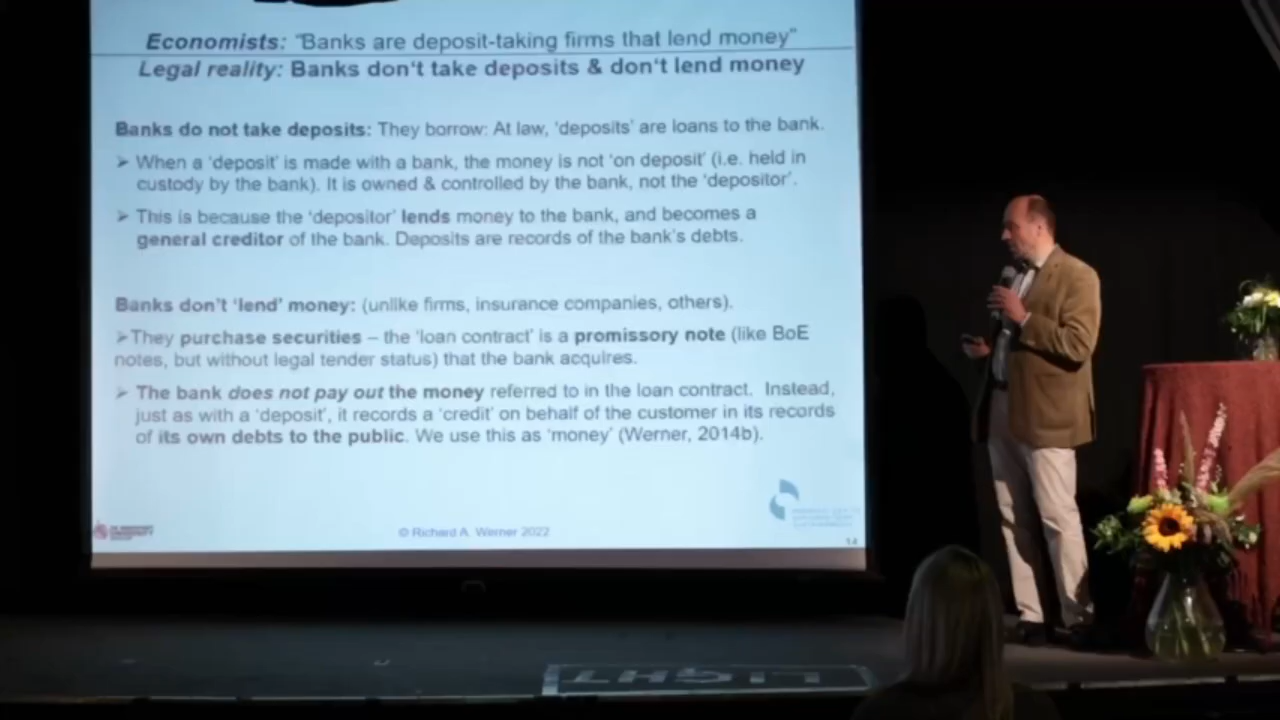 Economists: "Banks are deposit-taking firms that lend money"
Legal reality: Banks don't take deposits & don't lend money
Banks do not take deposits: They borrow: At law, 'deposits' are loans to the bank.
➢ When a 'deposit' is made with a bank, the money is not 'on deposit' (i.e. held in
custody by the bank). It is owned & controlled by the bank, not the 'depositor'.
➢ This is because the 'depositor' lends money to the bank, and becomes a
general creditor of the bank. Deposits are records of the bank's debts.
Banks don't 'lend' money: (unlike firms, insurance companies, others).
➢They purchase securities – the 'loan contract' is a promissory note (like BoE
notes, but without legal tender status) that the bank acquires.
➢ The bank does not pay out the money referred to in the loan contract. Instead,
just as with a 'deposit', it records a 'credit' on behalf of the customer in its records
of its own debts to the public. We use this as 'money' (Werner, 2014b).
© Richard A. Werner 2022
14
LIGHT